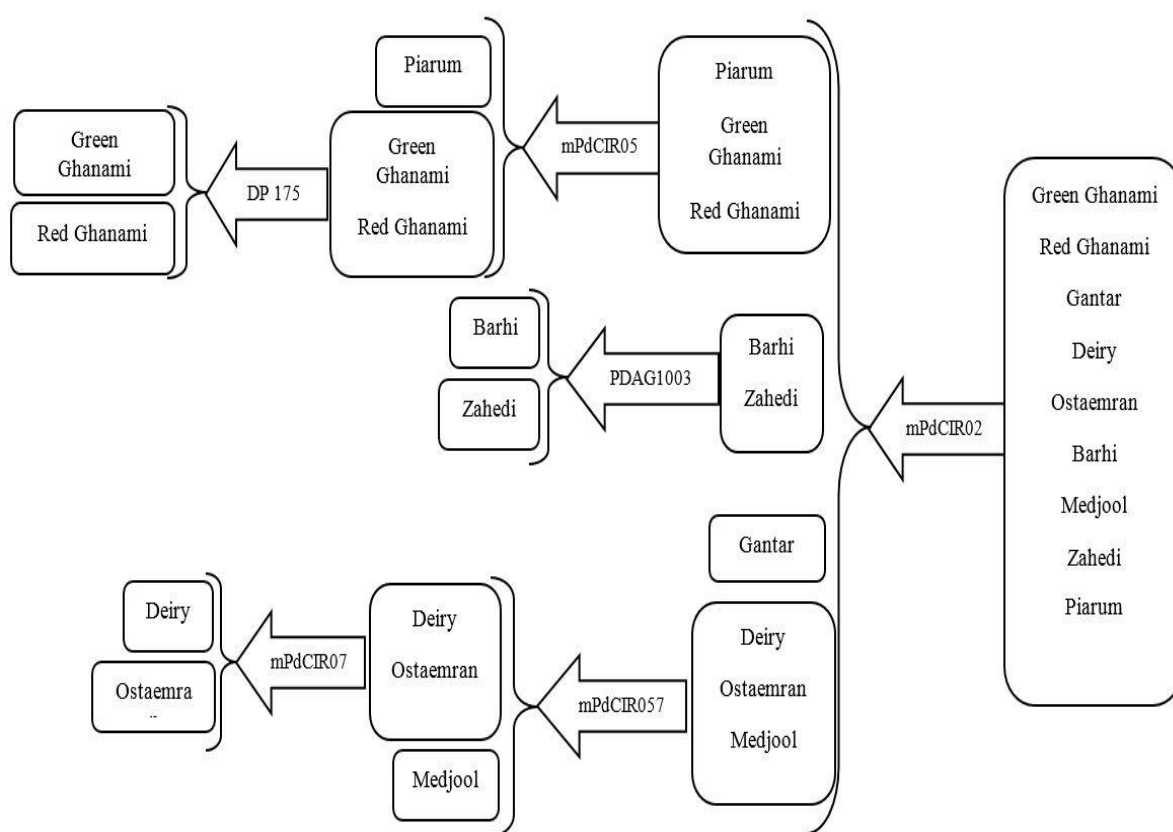 Piarum
Green
Ghanami
Red Ghanami
DP 175
Green
Ghanami
Red Ghanami
mPdCIR05
Piarum
Green
Ghanami
Red Ghanami
Barhi
Zahedi
PDAG1003
Barhi
Zahedi
Gantar
Deiry
Ostaemra
mPdCIR07
Deiry
Ostaemran
Medjool
mPdCIR057
Deiry
Ostaemran
Medjool
mPdCIR02
Green Ghanami
Red Ghanami
Gantar
Deiry
Ostaemran
Barhi
Medjool
Zahedi
Piarum